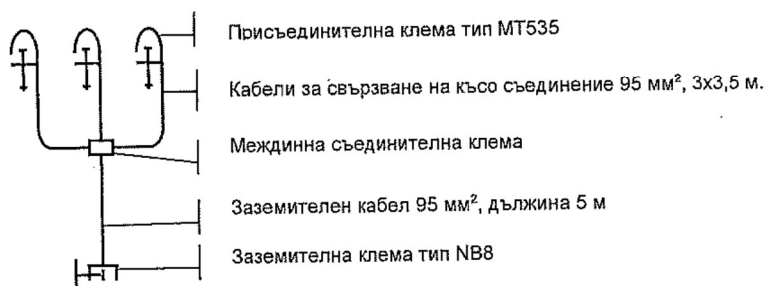 Присъединителна клема тип МТ535
Кабели за свързване на късо съединение 95 мм², 3х3,5 м.
Междинна съединителна клема
Заземителен кабел 95 мм², дължина 5 м
Заземителна клема тип NB8